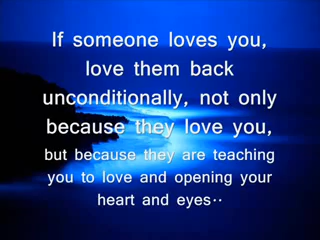 If someone loves you,
love them back
unconditionally, not only
because they love you,
but because they are teaching
you to love and opening your
heart and eyes··